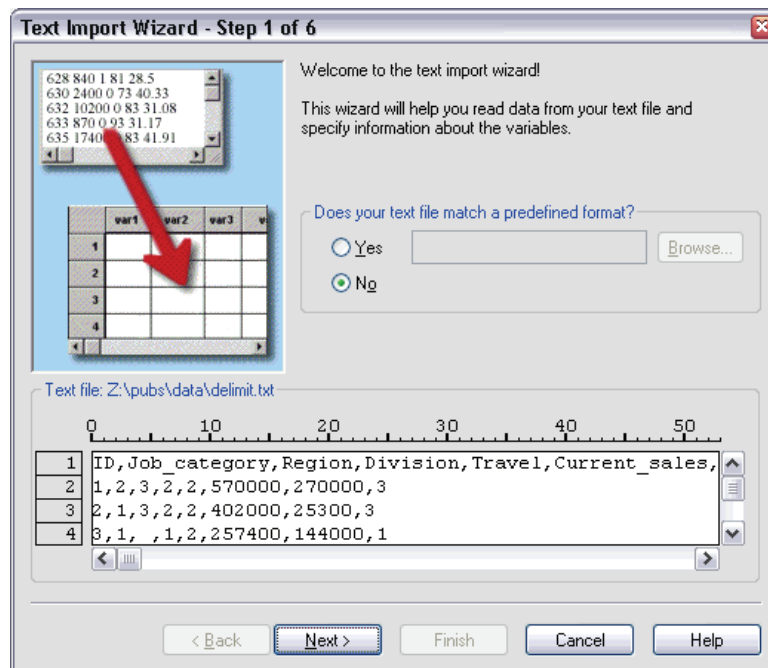 Text Import Wizard - Step 1 of 6
628 840 1 81 28.5
630 2400 0 73 40.33
632 10200 0 83 31.08
633 870 0 93 31.17
635 1740 83 41.91
var1 var2 var3 v
1
2
3
4
Welcome to the text import wizard!
This wizard will help you read data from your text file and
specify information about the variables.
Does your text file match a predefined format?
Yes Browse...
No
Text file: Z:\pubs\data\delimit.txt
0 10 20 30 40 50
1 ID,Job_category,Region,Division,Travel,Current_sales,
2 1,2,3,2,2,570000,270000,3
3 2,1,3,2,2,402000,25300,3
4 3,1, ,1,2,257400,144000,1
< Back Next > Finish Cancel Help